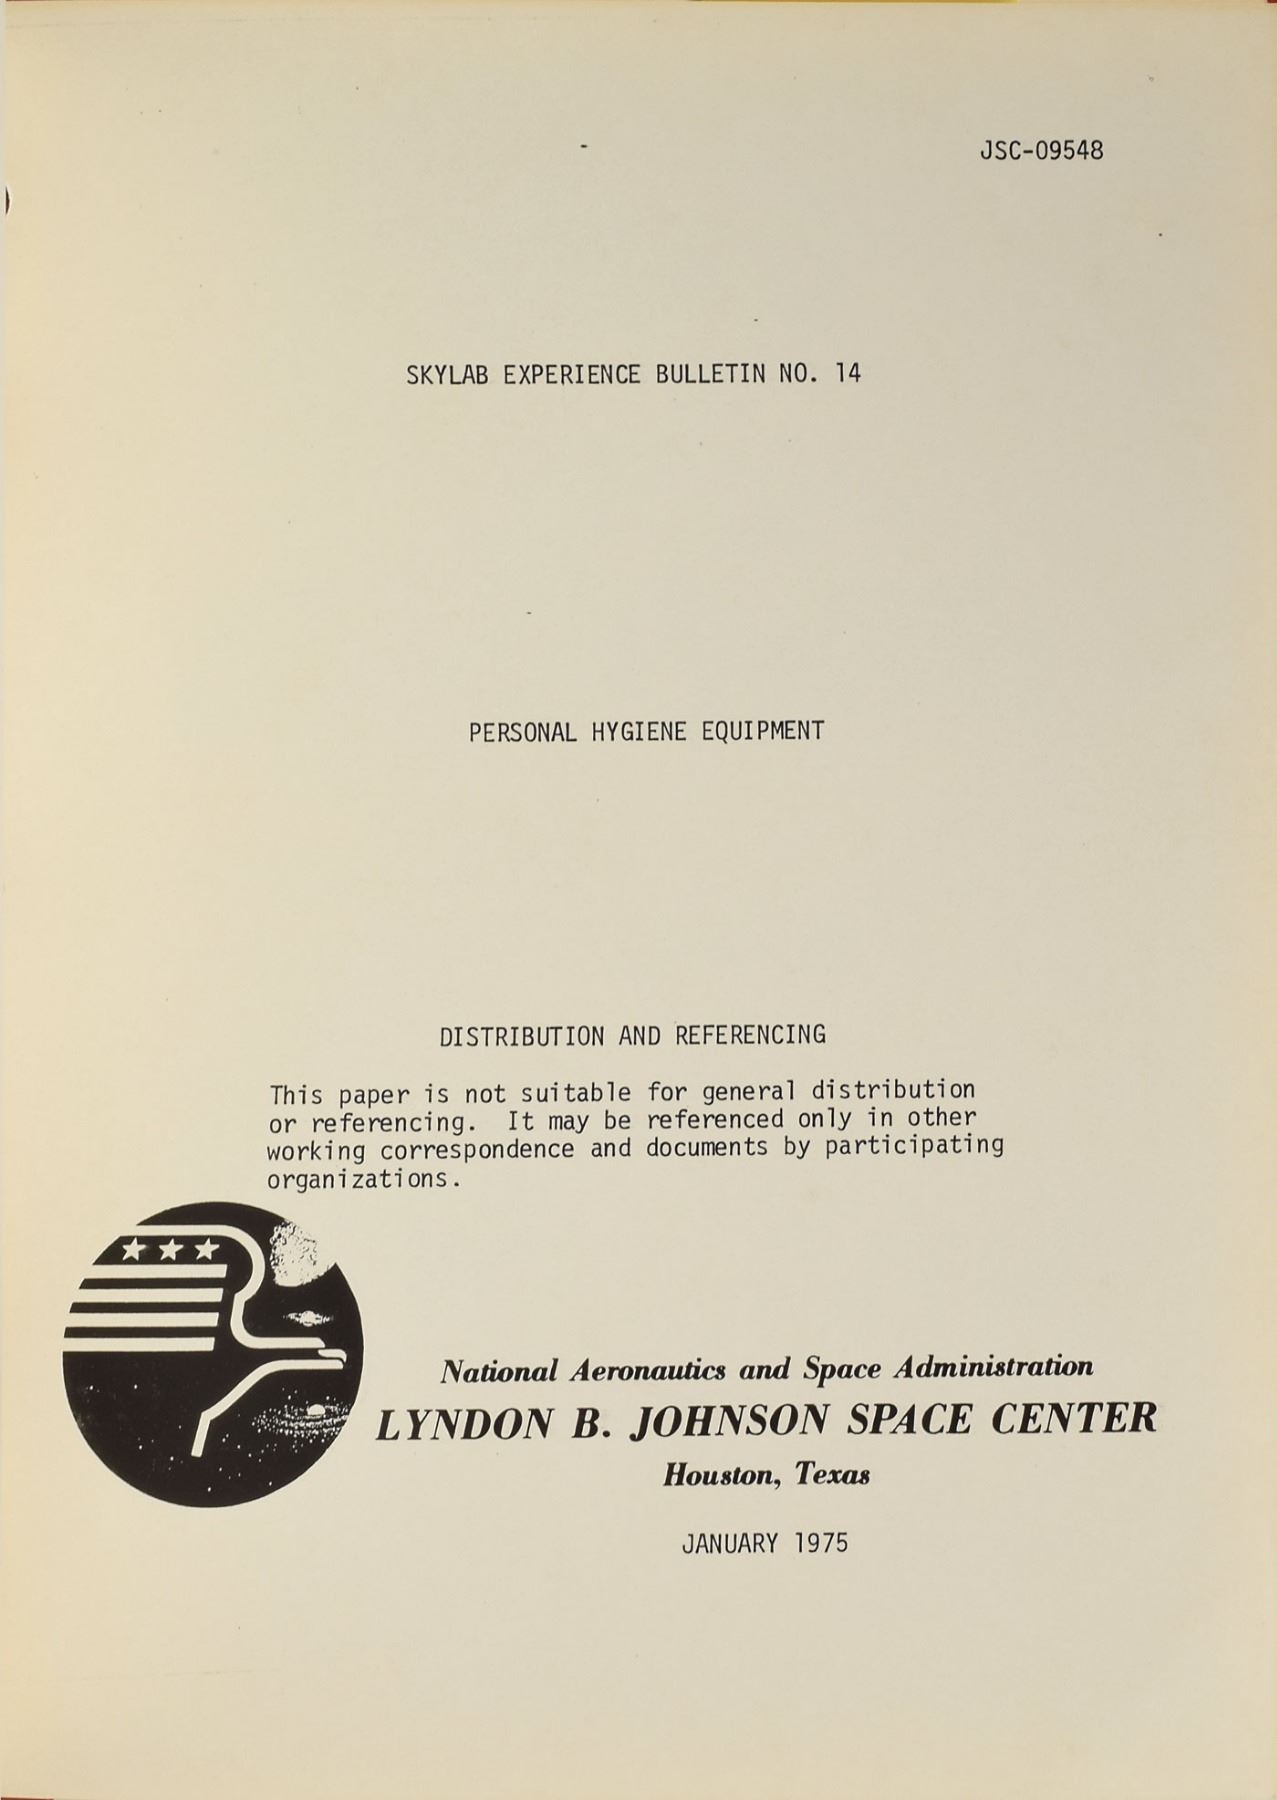 JSC-09548
SKYLAB EXPERIENCE BULLETIN NO. 14
PERSONAL HYGIENE EQUIPMENT
DISTRIBUTION AND REFERENCING
This paper is not suitable for general distribution
or referencing. It may be referenced only in other
working correspondence and documents by participating
organizations.
National Aeronautics and Space Administration
LYNDON B. JOHNSON SPACE CENTER
Houston, Texas
JANUARY 1975